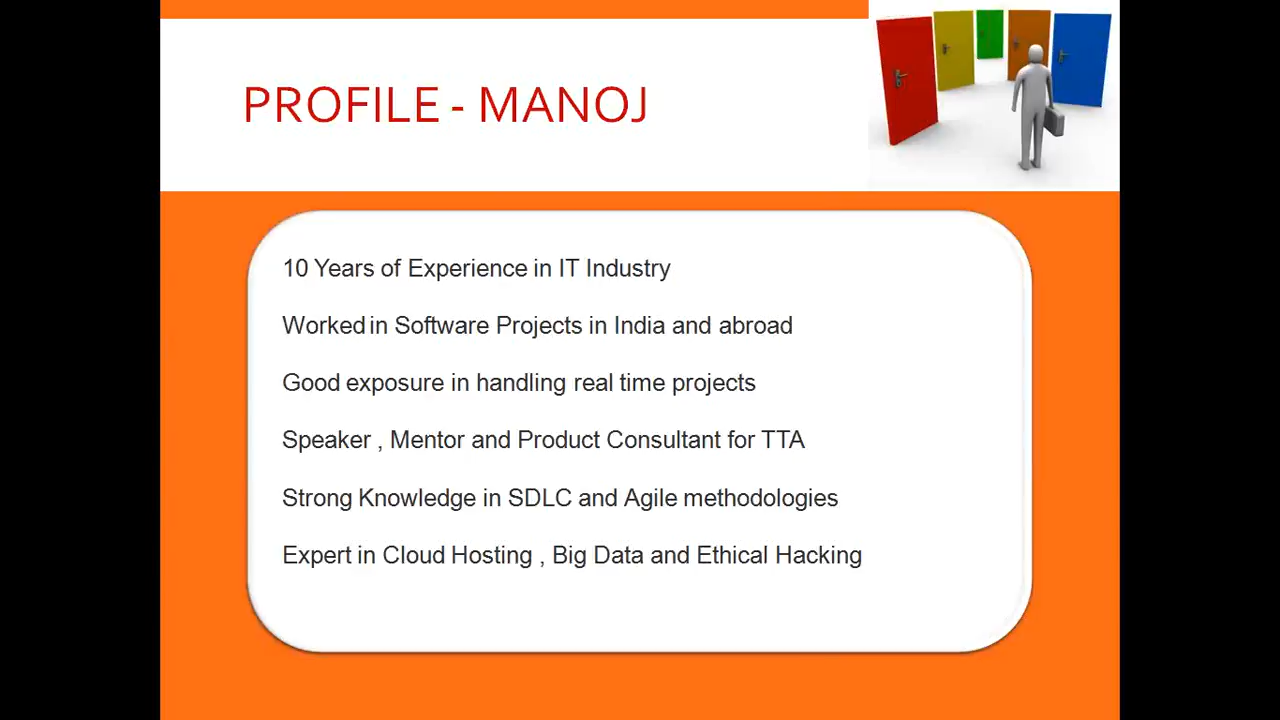 PROFILE - MANOJ
10 Years of Experience in IT Industry
Worked in Software Projects in India and abroad
Good exposure in handling real time projects
Speaker , Mentor and Product Consultant for TTA
Strong Knowledge in SDLC and Agile methodologies
Expert in Cloud Hosting , Big Data and Ethical Hacking